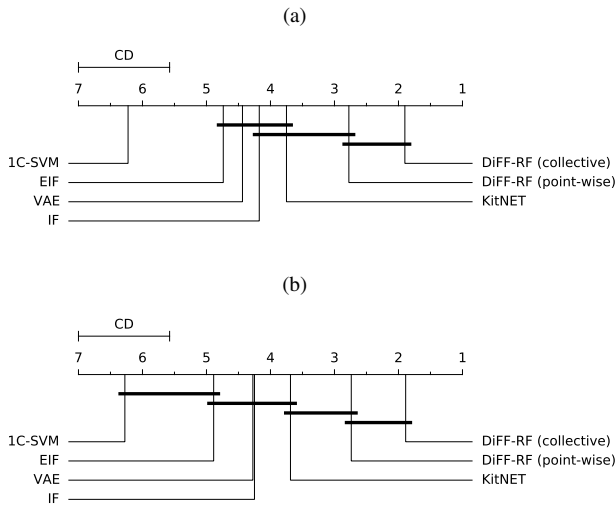 (a)
CD
7 6 5 4 3 2 1
1C-SVM DiFF-RF (collective)
EIF DiFF-RF (point-wise)
VAE KitNET
IF
(b)
CD
7 6 5 4 3 2 1
1C-SVM DiFF-RF (collective)
EIF DiFF-RF (point-wise)
VAE KitNET
IF